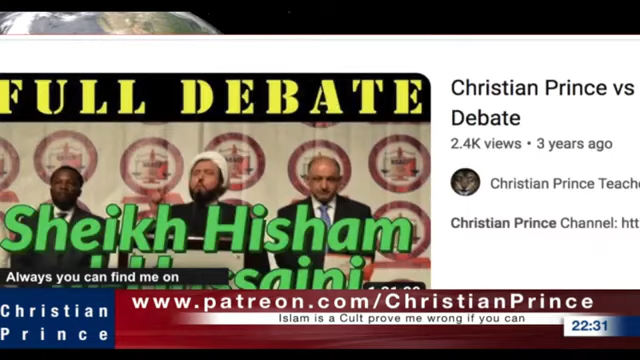 FULL DEBATE
Christian Prince vs
Debate
2.4K views • 3 years ago
Christian Prince Teache
Christian Prince Channel: htt
Sheikh Hisham
Always you can find me on
www.patreon.com/ChristianPrince
Islam is a Cult prove me wrong if you can
Christian
Prince
22:31